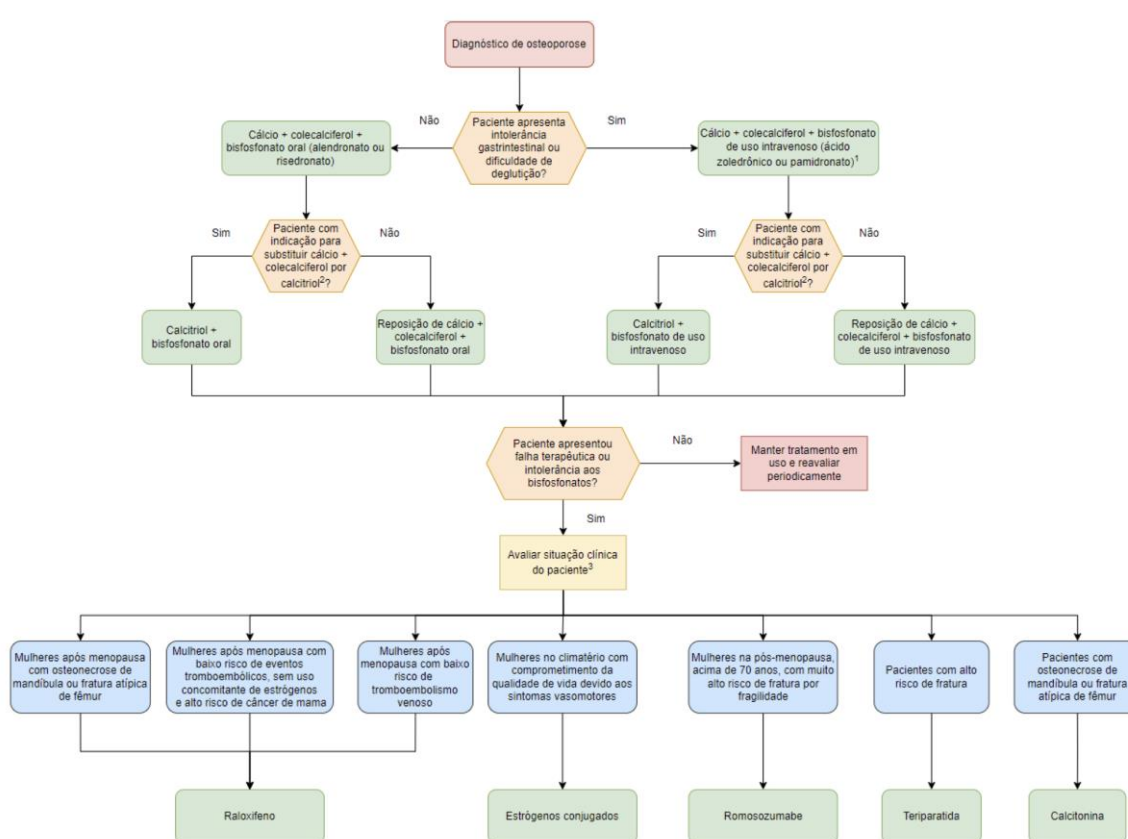 Diagnóstico de osteoporose
Paciente apresenta
intolerância
gastrintestinal ou
dificuldade de
deglutição?
Não
Sim
Cálcio + colecalciferol +
bisfosfonato oral (alendronato ou
risedronato)
Cálcio + colecalciferol + bisfosfonato
de uso intravenoso (ácido
zoledrônico ou pamidronato)1
Paciente com
indicação para
substituir cálcio +
colecalciferol por
calcitriol2?
Sim
Não
Paciente com
indicação para
substituir cálcio +
colecalciferol por
calcitriol2?
Sim
Não
Calcitriol +
bisfosfonato oral
Reposição de cálcio +
colecalciferol +
bisfosfonato oral
Calcitriol +
bisfosfonato de uso
intravenoso
Reposição de cálcio +
colecalciferol + bisfosfonato
de uso intravenoso
Paciente apresentou
falha terapêutica ou
intolerância aos
bisfosfonatos?
Não
Manter tratamento em
uso e reavaliar
periodicamente
Sim
Avaliar situação clínica
do paciente3
Mulheres após menopausa
com osteonecrose de
mandíbula ou fratura atípica
de fêmur
Mulheres após menopausa com
baixo risco de eventos
tromboembólicos, sem uso
concomitante de estrógenos
e alto risco de câncer de mama
Mulheres após
menopausa com baixo
risco de
tromboembolismo
venoso
Mulheres no climatério com
comprometimento da
qualidade de vida devido aos
sintomas vasomotores
Mulheres na pós-menopausa,
acima de 70 anos, com muito
alto risco de fratura por
fragilidade
Pacientes com alto
risco de fratura
Pacientes com
osteonecrose de
mandíbula ou fratura
atípica de fêmur
Raloxifeno
Estrógenos conjugados
Romosozumabe
Teriparatida
Calcitonina